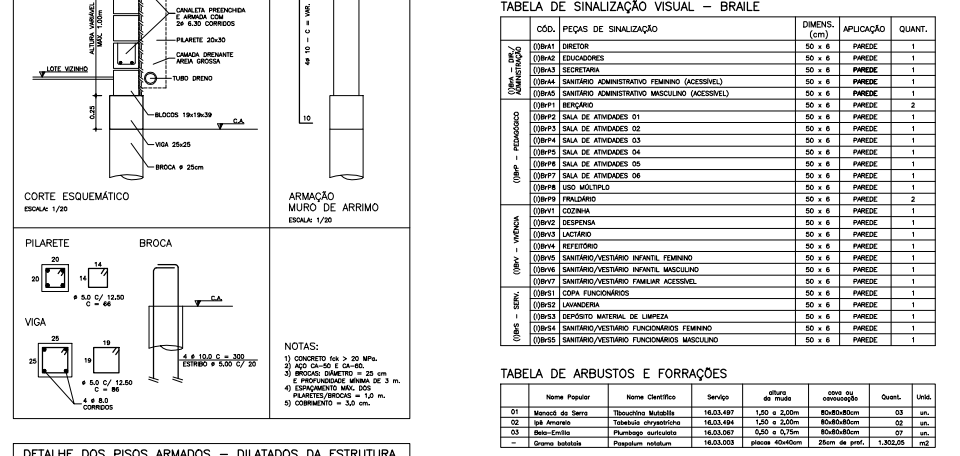 CANALETA PREENCHIDA
E ARMADA COM
2ø 6.30 CORRIDOS
ALTURA VARIÁVEL
MÁX. 1.00m
PILARETE 20x30
CAMADA DRENANTE
AREIA GROSSA
LOTE VIZINHO
TUBO DRENO
0.25
BLOCOS 19x19x39
C.A.
VIGA 25x25
BROCA ø 25cm
CORTE ESQUEMÁTICO
ESCALA: 1/20
4ø 10 - C = VAR.
10
ARMAÇÃO
MURO DE ARRIMO
ESCALA: 1/20
PILARETE
20
14
20
14
ø 5.0 C/ 12.50
C = 66
BROCA
C.A.
4 ø 10.0 C = 300
ESTRIBO ø 5.00 C/ 20
VIGA
25
19
25
19
ø 5.0 C/ 12.50
C = 86
4 ø 8.0
CORRIDOS
NOTAS:
1) CONCRETO fck > 20 MPa.
2) AÇO CA-50 E CA-60.
3) BROCAS: DIÂMETRO = 25 cm
E PROFUNDIDADE MÍNIMA DE 3 m.
4) ESPAÇAMENTO MÁX. DOS
PILARETES/BROCAS = 1,0 m.
5) COBRIMENTO = 3,0 cm.
DETALHE DOS PISOS ARMADOS - DILATADOS DA ESTRUTURA
TABELA DE SINALIZAÇÃO VISUAL - BRAILE
CÓD. PEÇAS DE SINALIZAÇÃO DIMENS. (cm) APLICAÇÃO QUANT.
(I)BrA - DIR./ ADMINISTRAÇÃO
(I)BrA1 DIRETOR 50 x 6 PAREDE 1
(I)BrA2 EDUCADORES 50 x 6 PAREDE 1
(I)BrA3 SECRETARIA 50 x 6 PAREDE 1
(I)BrA4 SANITÁRIO ADMINISTRATIVO FEMININO (ACESSÍVEL) 50 x 6 PAREDE 1
(I)BrA5 SANITÁRIO ADMINISTRATIVO MASCULINO (ACESSÍVEL) 50 x 6 PAREDE 1
(I)BrP - PEDAGÓGICO
(I)BrP1 BERÇÁRIO 50 x 6 PAREDE 2
(I)BrP2 SALA DE ATIVIDADES 01 50 x 6 PAREDE 1
(I)BrP3 SALA DE ATIVIDADES 02 50 x 6 PAREDE 1
(I)BrP4 SALA DE ATIVIDADES 03 50 x 6 PAREDE 1
(I)BrP5 SALA DE ATIVIDADES 04 50 x 6 PAREDE 1
(I)BrP6 SALA DE ATIVIDADES 05 50 x 6 PAREDE 1
(I)BrP7 SALA DE ATIVIDADES 06 50 x 6 PAREDE 1
(I)BrP8 USO MÚLTIPLO 50 x 6 PAREDE 1
(I)BrP9 FRALDÁRIO 50 x 6 PAREDE 2
(I)BrV - VIVÊNCIA
(I)BrV1 COZINHA 50 x 6 PAREDE 1
(I)BrV2 DESPENSA 50 x 6 PAREDE 1
(I)BrV3 LACTÁRIO 50 x 6 PAREDE 1
(I)BrV4 REFEITÓRIO 50 x 6 PAREDE 1
(I)BrV5 SANITÁRIO/VESTIÁRIO INFANTIL FEMININO 50 x 6 PAREDE 1
(I)BrV6 SANITÁRIO/VESTIÁRIO INFANTIL MASCULINO 50 x 6 PAREDE 1
(I)BrV7 SANITÁRIO/VESTIÁRIO FAMILIAR ACESSÍVEL 50 x 6 PAREDE 1
(I)BrS - SERV.
(I)BrS1 COPA FUNCIONÁRIOS 50 x 6 PAREDE 1
(I)BrS2 LAVANDERIA 50 x 6 PAREDE 1
(I)BrS3 DEPÓSITO MATERIAL DE LIMPEZA 50 x 6 PAREDE 1
(I)BrS4 SANITÁRIO/VESTIÁRIO FUNCIONÁRIOS FEMININO 50 x 6 PAREDE 1
(I)BrS5 SANITÁRIO/VESTIÁRIO FUNCIONÁRIOS MASCULINO 50 x 6 PAREDE 1
TABELA DE ARBUSTOS E FORRAÇÕES
Nome Popular Nome Científico Serviço altura da muda cova ou cavoucação Quant. Unid.
01 Manacá da Serra Tibouchina Mutabilis 16.03.497 1,50 a 2,00m 80x80x80cm 03 un.
02 Ipê Amarelo Tabebuia chrysotricha 16.03.494 1,50 a 2,00m 80x80x80cm 02 un.
03 Bela-Emília Plumbago auriculata 16.03.067 0,50 a 0,75m 80x80x80cm 07 un.
- Grama batatais Paspalum notatum 16.03.003 placas 40x40cm 25cm de prof. 1.302,05 m2